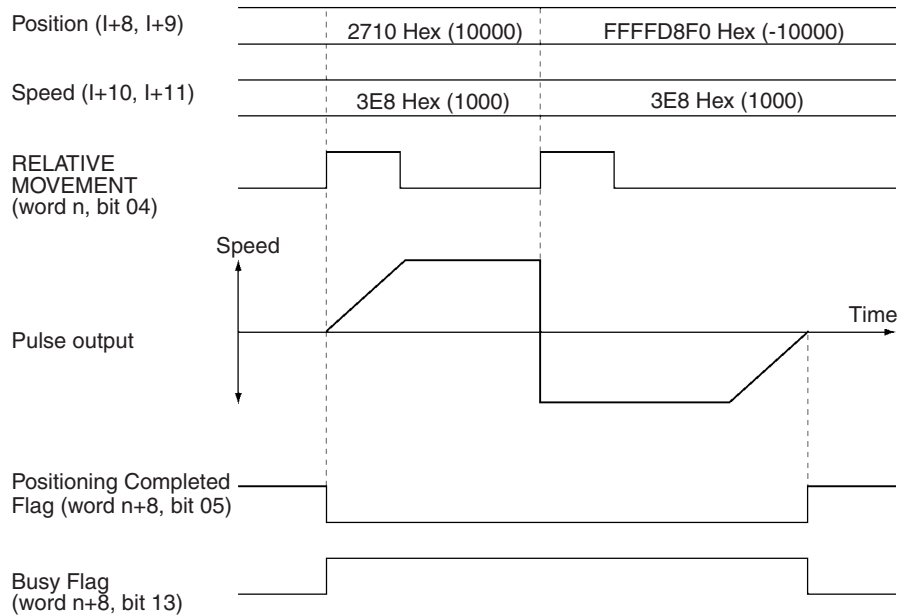 Position (I+8, I+9)
2710 Hex (10000)
FFFFD8F0 Hex (-10000)
Speed (I+10, I+11)
3E8 Hex (1000)
3E8 Hex (1000)
RELATIVE
MOVEMENT
(word n, bit 04)
Speed
Time
Pulse output
Positioning Completed
Flag (word n+8, bit 05)
Busy Flag
(word n+8, bit 13)